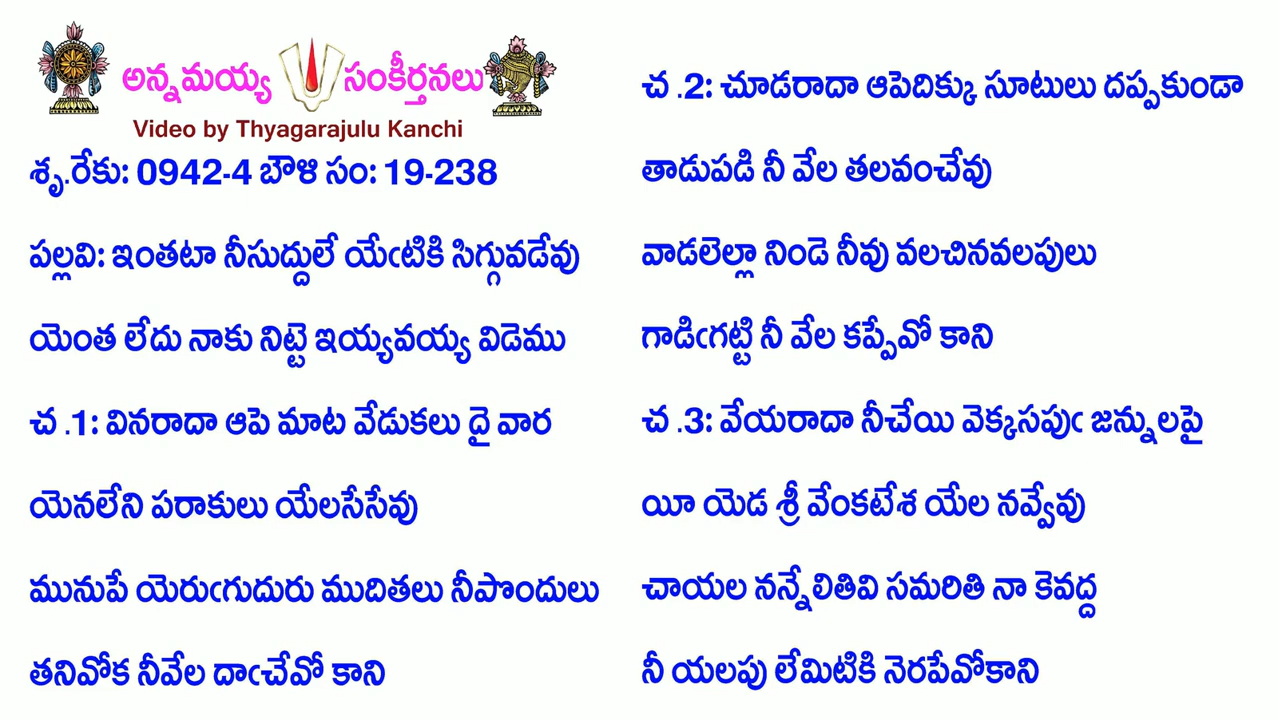 అన్నమయ్య సంకీర్తనలు
Video by Thyagarajulu Kanchi
శృ.రేకు: 0942-4 బౌళి సం: 19-238
పల్లవి: ఇంతటా నీసుద్దులే యేఁటికి సిగ్గువడేవు
యెంత లేదు నాకు నిట్టె ఇయ్యవయ్య విడెము
చ .1: వినరాదా ఆపె మాట వేడుకలు దై వార
యెనలేని పరాకులు యేలసేసేవు
మునుపే యెరుఁగుదురు ముదితలు నీపొందులు
తనివోక నీవేల దాఁచేవో కాని
చ .2: చూడరాదా ఆపెదిక్కు సూటులు దప్పకుండా
తాడుపడి నీ వేల తలవంచేవు
వాడలెల్లా నిండె నీవు వలచినవలపులు
గాడిఁగట్టి నీ వేల కప్పేవో కాని
చ .3: వేయరాదా నీచేయి వెక్కసపుఁ జన్నులపై
యీ యెడ శ్రీ వేంకటేశ యేల నవ్వేవు
చాయల నన్నేలితివి సమరితి నా కెవద్ద
నీ యలపు లేమిటికి నెరపేవోకాని